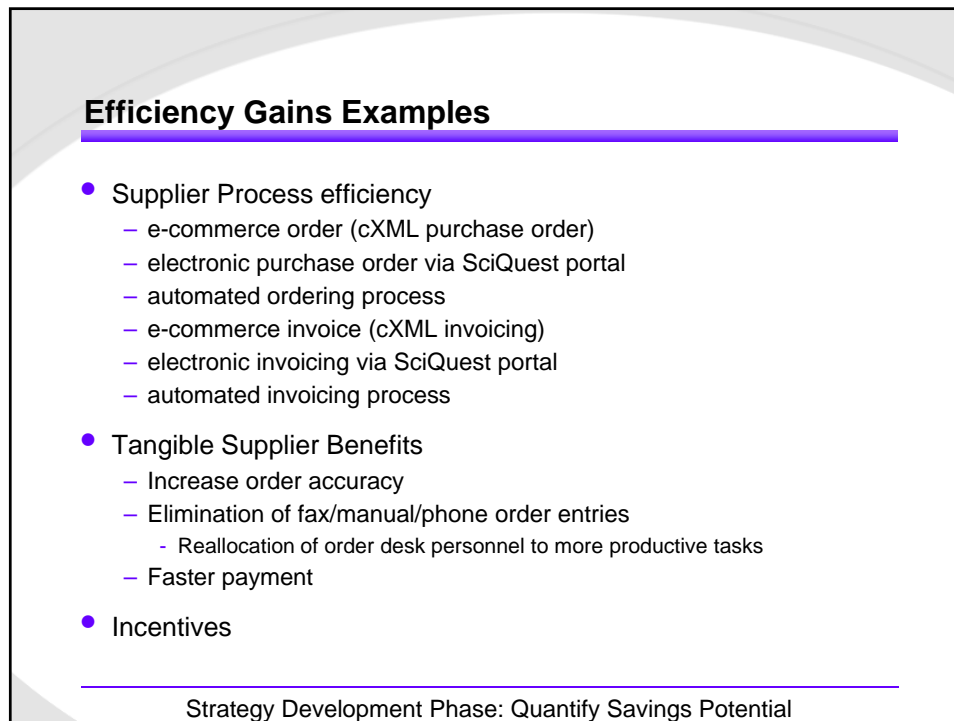 Efficiency Gains Examples
• Supplier Process efficiency
– e-commerce order (cXML purchase order)
– electronic purchase order via SciQuest portal
– automated ordering process
– e-commerce invoice (cXML invoicing)
– electronic invoicing via SciQuest portal
– automated invoicing process
• Tangible Supplier Benefits
– Increase order accuracy
– Elimination of fax/manual/phone order entries
- Reallocation of order desk personnel to more productive tasks
– Faster payment
• Incentives
Strategy Development Phase: Quantify Savings Potential